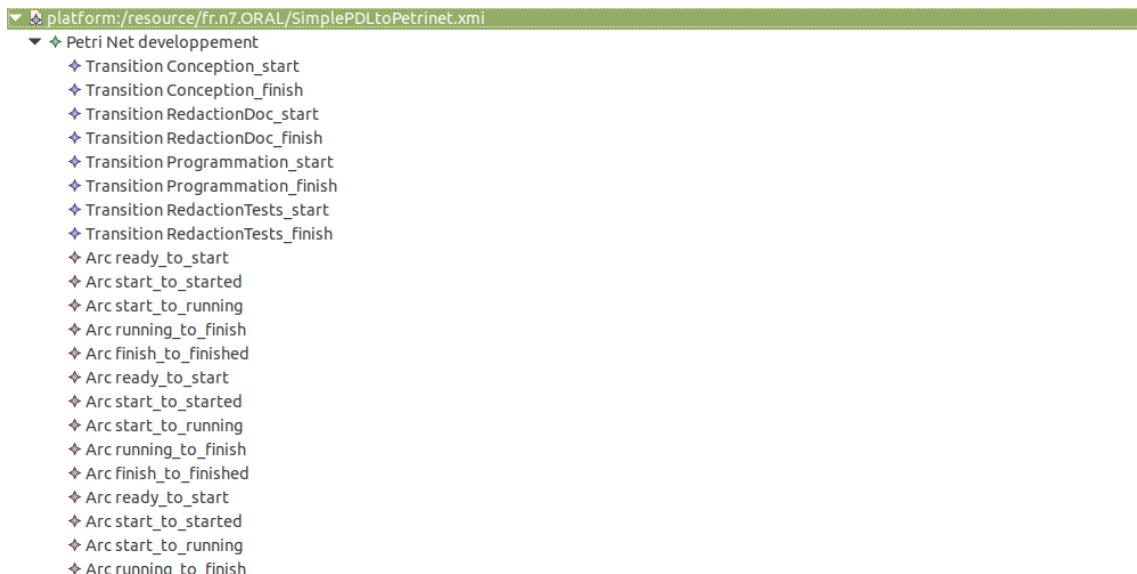 platform:/resource/fr.n7.ORAL/SimplePDLtoPetrinet.xmi
Petri Net developpement
Transition Conception_start
Transition Conception_finish
Transition RedactionDoc_start
Transition RedactionDoc_finish
Transition Programmation_start
Transition Programmation_finish
Transition RedactionTests_start
Transition RedactionTests_finish
Arc ready_to_start
Arc start_to_started
Arc start_to_running
Arc running_to_finish
Arc finish_to_finished
Arc ready_to_start
Arc start_to_started
Arc start_to_running
Arc running_to_finish
Arc finish_to_finished
Arc ready_to_start
Arc start_to_started
Arc start_to_running
Arc running_to_finish